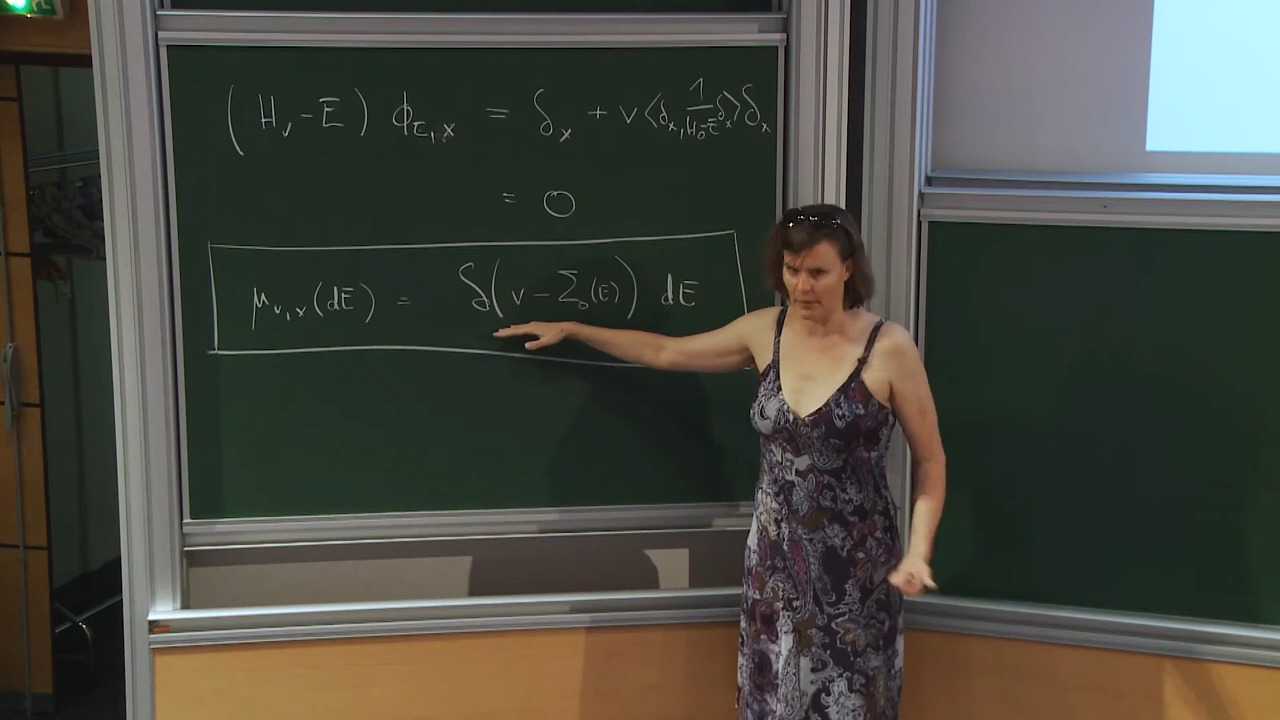 (H_v - E) ϕ_{E,x} = δ_x + v⟨δ_x, 1/(H_0-E) δ_x⟩δ_x
= 0
μ_{v,x}(dE) = δ(v - Σ_0(E)) dE